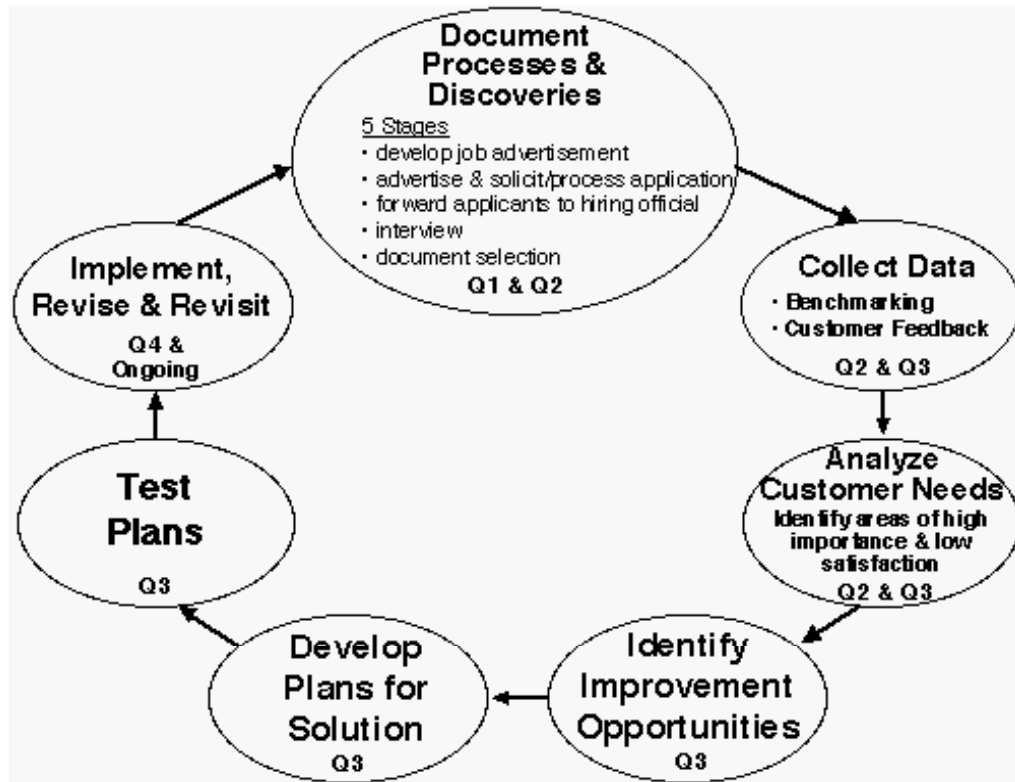 Document
Processes &
Discoveries
5 Stages
• develop job advertisement
• advertise & solicit/process application
• forward applicants to hiring official
• interview
• document selection
Q1 & Q2
Collect Data
• Benchmarking
• Customer Feedback
Q2 & Q3
Analyze
Customer Needs
Identify areas of high
importance & low
satisfaction
Q2 & Q3
Identify
Improvement
Opportunities
Q3
Develop
Plans for
Solution
Q3
Test
Plans
Q3
Implement,
Revise & Revisit
Q4 &
Ongoing